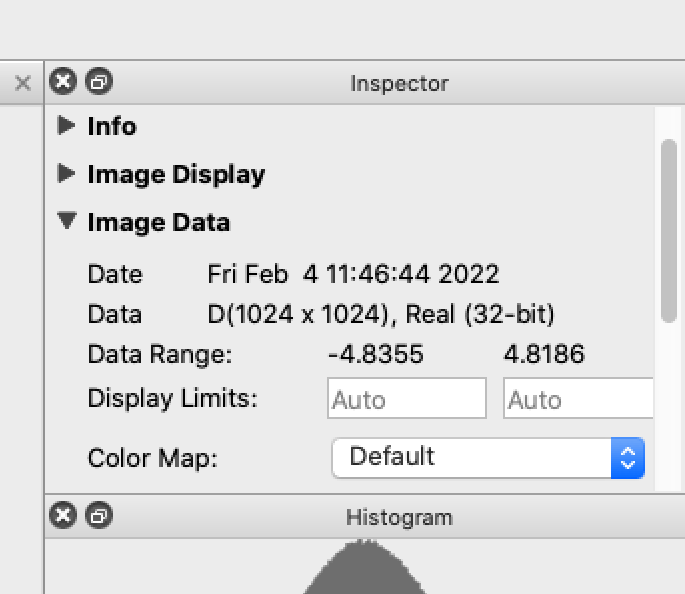 Inspector
Info
Image Display
Image Data
Date Fri Feb  4 11:46:44 2022
Data D(1024 x 1024), Real (32-bit)
Data Range: -4.8355 4.8186
Display Limits: Auto Auto
Color Map: Default
Histogram